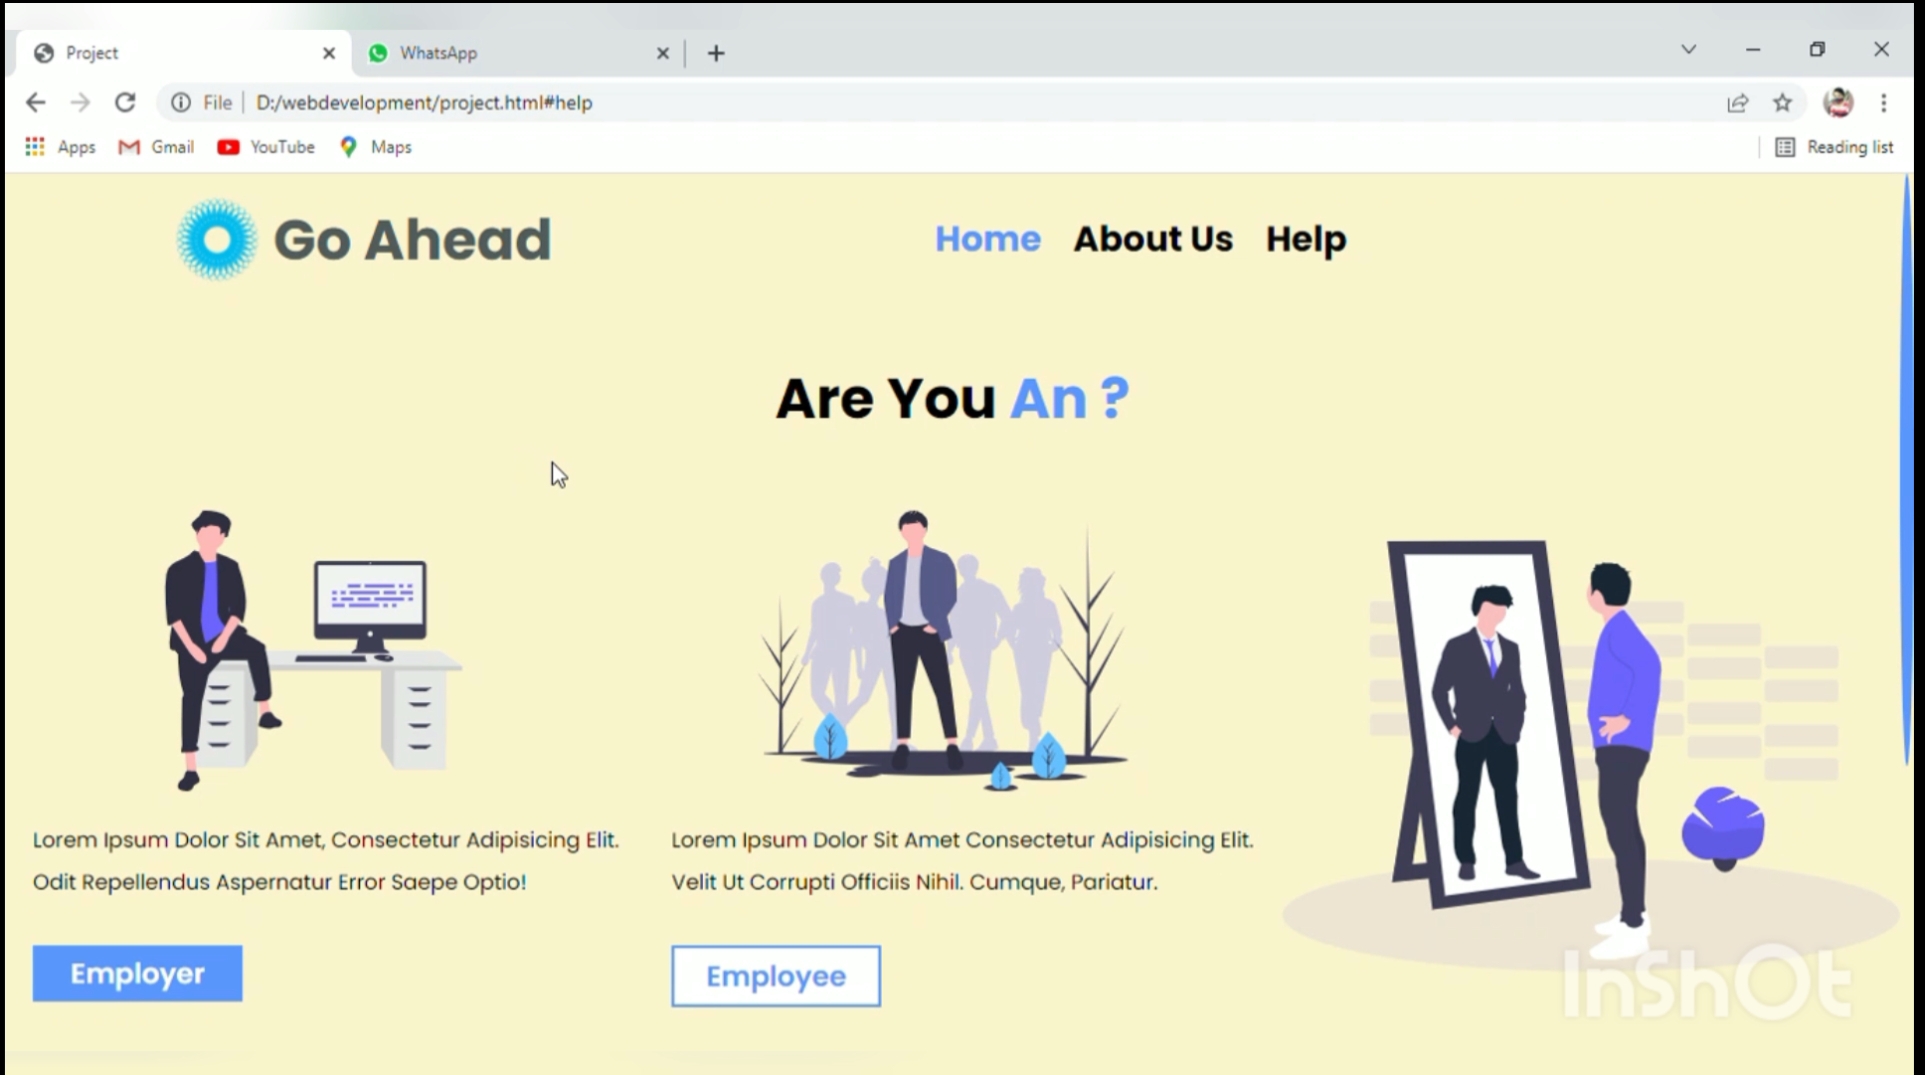 Project
WhatsApp
File
D:/webdevelopment/project.html#help
Apps
Gmail
YouTube
Maps
Reading list
Go Ahead
Home
About Us
Help
Are You An ?
Lorem Ipsum Dolor Sit Amet, Consectetur Adipisicing Elit.
Odit Repellendus Aspernatur Error Saepe Optio!
Employer
Lorem Ipsum Dolor Sit Amet Consectetur Adipisicing Elit.
Velit Ut Corrupti Officiis Nihil. Cumque, Pariatur.
Employee
InShOt